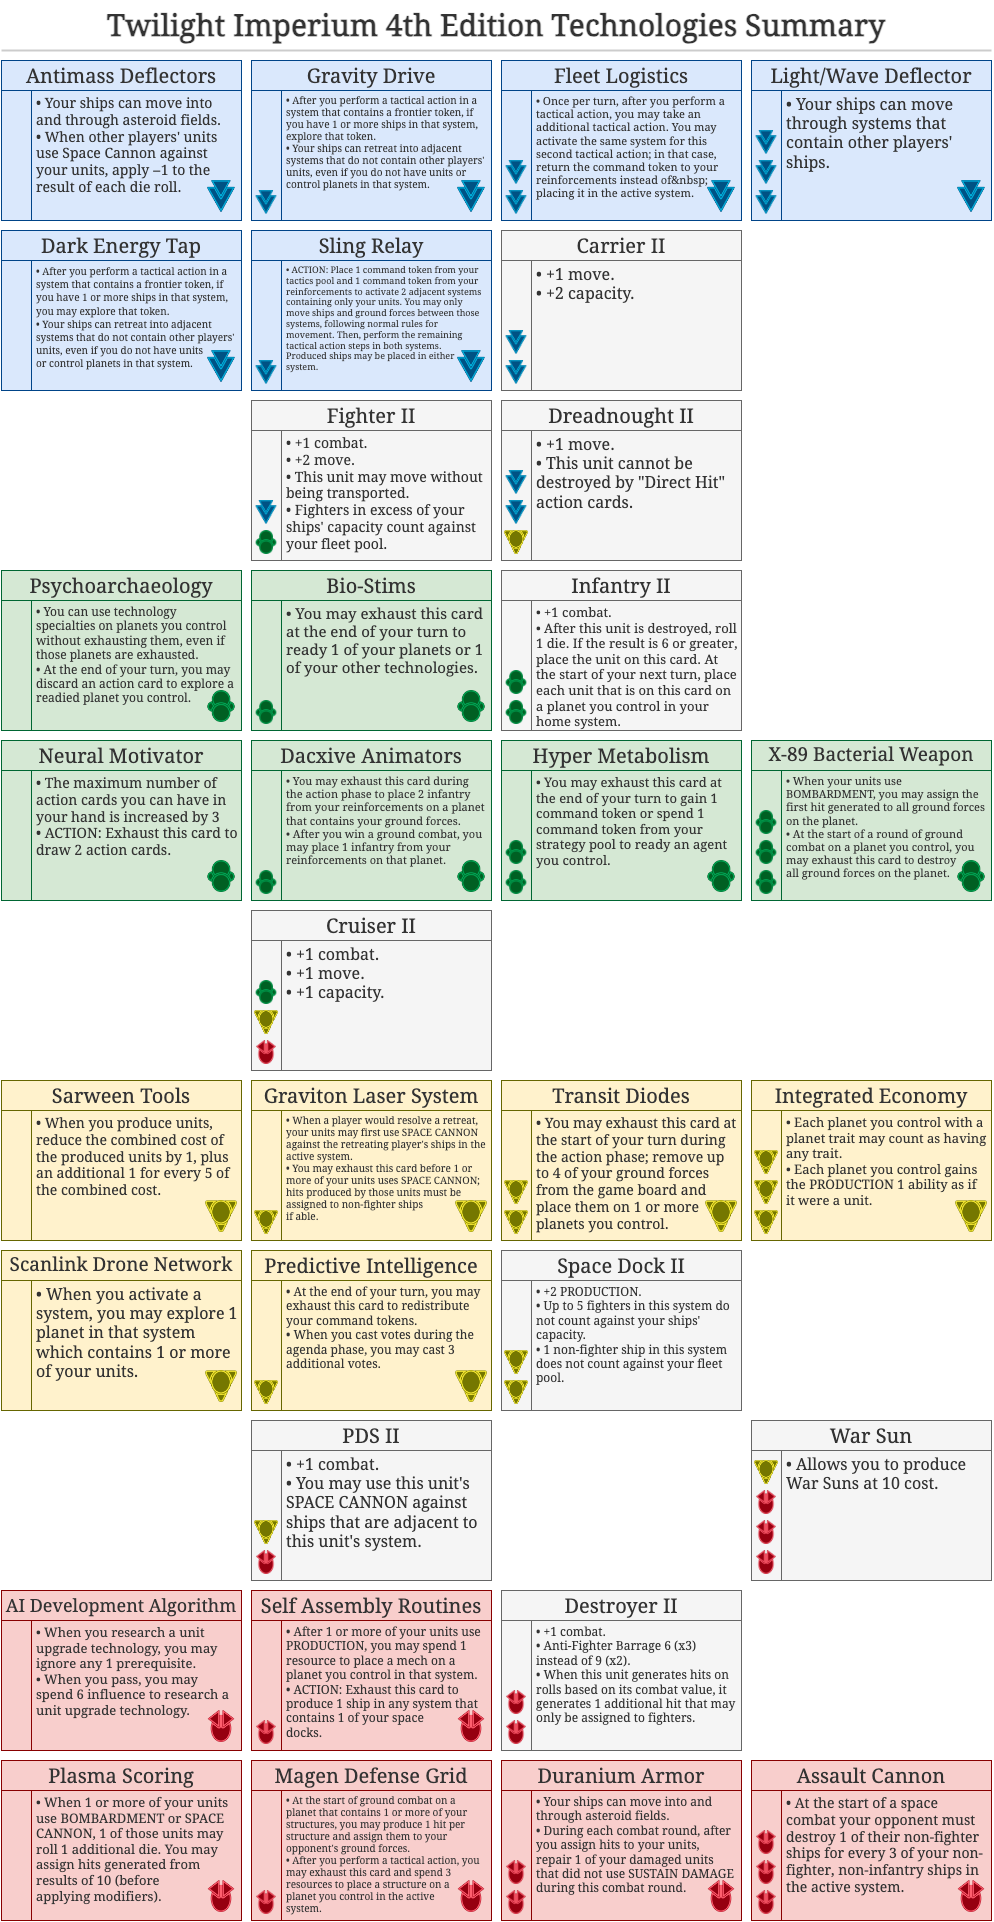 Twilight Imperium 4th Edition Technologies Summary
Antimass Deflectors
• Your ships can move into
and through asteroid fields.
• When other players' units
use Space Cannon against
your units, apply –1 to the
result of each die roll.
Gravity Drive
• After you perform a tactical action in a
system that contains a frontier token, if
you have 1 or more ships in that system,
explore that token.
• Your ships can retreat into adjacent
systems that do not contain other players'
units, even if you do not have units or
control planets in that system.
Fleet Logistics
• Once per turn, after you perform a
tactical action, you may take an
additional tactical action. You may
activate the same system for this
second tactical action; in that case,
return the command token to your
reinforcements instead of&nbsp;
placing it in the active system.
Light/Wave Deflector
• Your ships can move
through systems that
contain other players'
ships.
Dark Energy Tap
• After you perform a tactical action in a
system that contains a frontier token, if
you have 1 or more ships in that system,
you may explore that token.
• Your ships can retreat into adjacent
systems that do not contain other players'
units, even if you do not have units
or control planets in that system.
Sling Relay
• ACTION: Place 1 command token from your
tactics pool and 1 command token from your
reinforcements to activate 2 adjacent systems
containing only your units. You may only
move ships and ground forces between those
systems, following normal rules for
movement. Then, perform the remaining
tactical action steps in both systems.
Produced ships may be placed in either
system.
Carrier II
• +1 move.
• +2 capacity.
Fighter II
• +1 combat.
• +2 move.
• This unit may move without
being transported.
• Fighters in excess of your
ships' capacity count against
your fleet pool.
Dreadnought II
• +1 move.
• This unit cannot be
destroyed by "Direct Hit"
action cards.
Psychoarchaeology
• You can use technology
specialties on planets you control
without exhausting them, even if
those planets are exhausted.
• At the end of your turn, you may
discard an action card to explore a
readied planet you control.
Bio-Stims
• You may exhaust this card
at the end of your turn to
ready 1 of your planets or 1
of your other technologies.
Infantry II
• +1 combat.
• After this unit is destroyed, roll
1 die. If the result is 6 or greater,
place the unit on this card. At
the start of your next turn, place
each unit that is on this card on
a planet you control in your
home system.
Neural Motivator
• The maximum number of
action cards you can have in
your hand is increased by 3
• ACTION: Exhaust this card to
draw 2 action cards.
Dacxive Animators
• You may exhaust this card during
the action phase to place 2 infantry
from your reinforcements on a planet
that contains your ground forces.
• After you win a ground combat, you
may place 1 infantry from your
reinforcements on that planet.
Hyper Metabolism
• You may exhaust this card at
the end of your turn to gain 1
command token or spend 1
command token from your
strategy pool to ready an agent
you control.
X-89 Bacterial Weapon
• When your units use
BOMBARDMENT, you may assign the
first hit generated to all ground forces
on the planet.
• At the start of a round of ground
combat on a planet you control, you
may exhaust this card to destroy
all ground forces on the planet.
Cruiser II
• +1 combat.
• +1 move.
• +1 capacity.
Sarween Tools
• When you produce units,
reduce the combined cost of
the produced units by 1, plus
an additional 1 for every 5 of
the combined cost.
Graviton Laser System
• When a player would resolve a retreat,
your units may first use SPACE CANNON
against the retreating player's ships in the
active system.
• You may exhaust this card before 1 or
more of your units uses SPACE CANNON;
hits produced by those units must be
assigned to non-fighter ships
if able.
Transit Diodes
• You may exhaust this card at
the start of your turn during
the action phase; remove up
to 4 of your ground forces
from the game board and
place them on 1 or more
planets you control.
Integrated Economy
• Each planet you control with a
planet trait may count as having
any trait.
• Each planet you control gains
the PRODUCTION 1 ability as if
it were a unit.
Scanlink Drone Network
• When you activate a
system, you may explore 1
planet in that system
which contains 1 or more
of your units.
Predictive Intelligence
• At the end of your turn, you may
exhaust this card to redistribute
your command tokens.
• When you cast votes during the
agenda phase, you may cast 3
additional votes.
Space Dock II
• +2 PRODUCTION.
• Up to 5 fighters in this system do
not count against your ships'
capacity.
• 1 non-fighter ship in this system
does not count against your fleet
pool.
PDS II
• +1 combat.
• You may use this unit's
SPACE CANNON against
ships that are adjacent to
this unit's system.
War Sun
• Allows you to produce
War Suns at 10 cost.
AI Development Algorithm
• When you research a unit
upgrade technology, you may
ignore any 1 prerequisite.
• When you pass, you may
spend 6 influence to research a
unit upgrade technology.
Self Assembly Routines
• After 1 or more of your units use
PRODUCTION, you may spend 1
resource to place a mech on a
planet you control in that system.
• ACTION: Exhaust this card to
produce 1 ship in any system that
contains 1 of your space
docks.
Destroyer II
• +1 combat.
• Anti-Fighter Barrage 6 (x3)
instead of 9 (x2).
• When this unit generates hits on
rolls based on its combat value, it
generates 1 additional hit that may
only be assigned to fighters.
Plasma Scoring
• When 1 or more of your units
use BOMBARDMENT or SPACE
CANNON, 1 of those units may
roll 1 additional die. You may
assign hits generated from
results of 10 (before
applying modifiers).
Magen Defense Grid
• At the start of ground combat on a
planet that contains 1 or more of your
structures, you may produce 1 hit per
structure and assign them to your
opponent's ground forces.
• After you perform a tactical action, you
may exhaust this card and spend 3
resources to place a structure on a
planet you control in the active
system.
Duranium Armor
• Your ships can move into and
through asteroid fields.
• During each combat round, after
you assign hits to your units,
repair 1 of your damaged units
that did not use SUSTAIN DAMAGE
during this combat round.
Assault Cannon
• At the start of a space
combat your opponent must
destroy 1 of their non-fighter
ships for every 3 of your non-
fighter, non-infantry ships in
the active system.